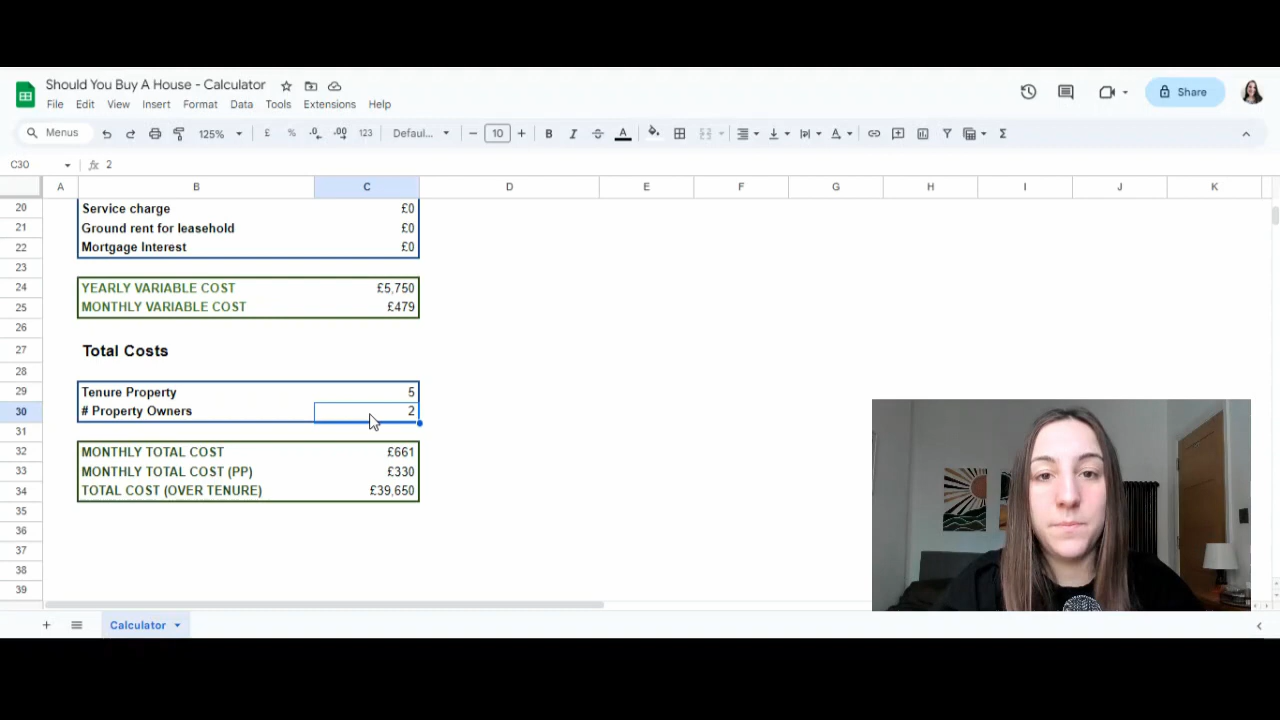 Should You Buy A House - Calculator
File Edit View Insert Format Data Tools Extensions Help
Share
Menus 125% £ % .0 .00 123 Defaul... 10 B I S A Σ
C30 fx 2
A B C D E F G H I J K
20 Service charge £0
21 Ground rent for leasehold £0
22 Mortgage Interest £0
23
24 YEARLY VARIABLE COST £5,750
25 MONTHLY VARIABLE COST £479
26
27 Total Costs
28
29 Tenure Property 5
30 # Property Owners 2
31
32 MONTHLY TOTAL COST £661
33 MONTHLY TOTAL COST (PP) £330
34 TOTAL COST (OVER TENURE) £39,650
35
36
37
38
39
Calculator